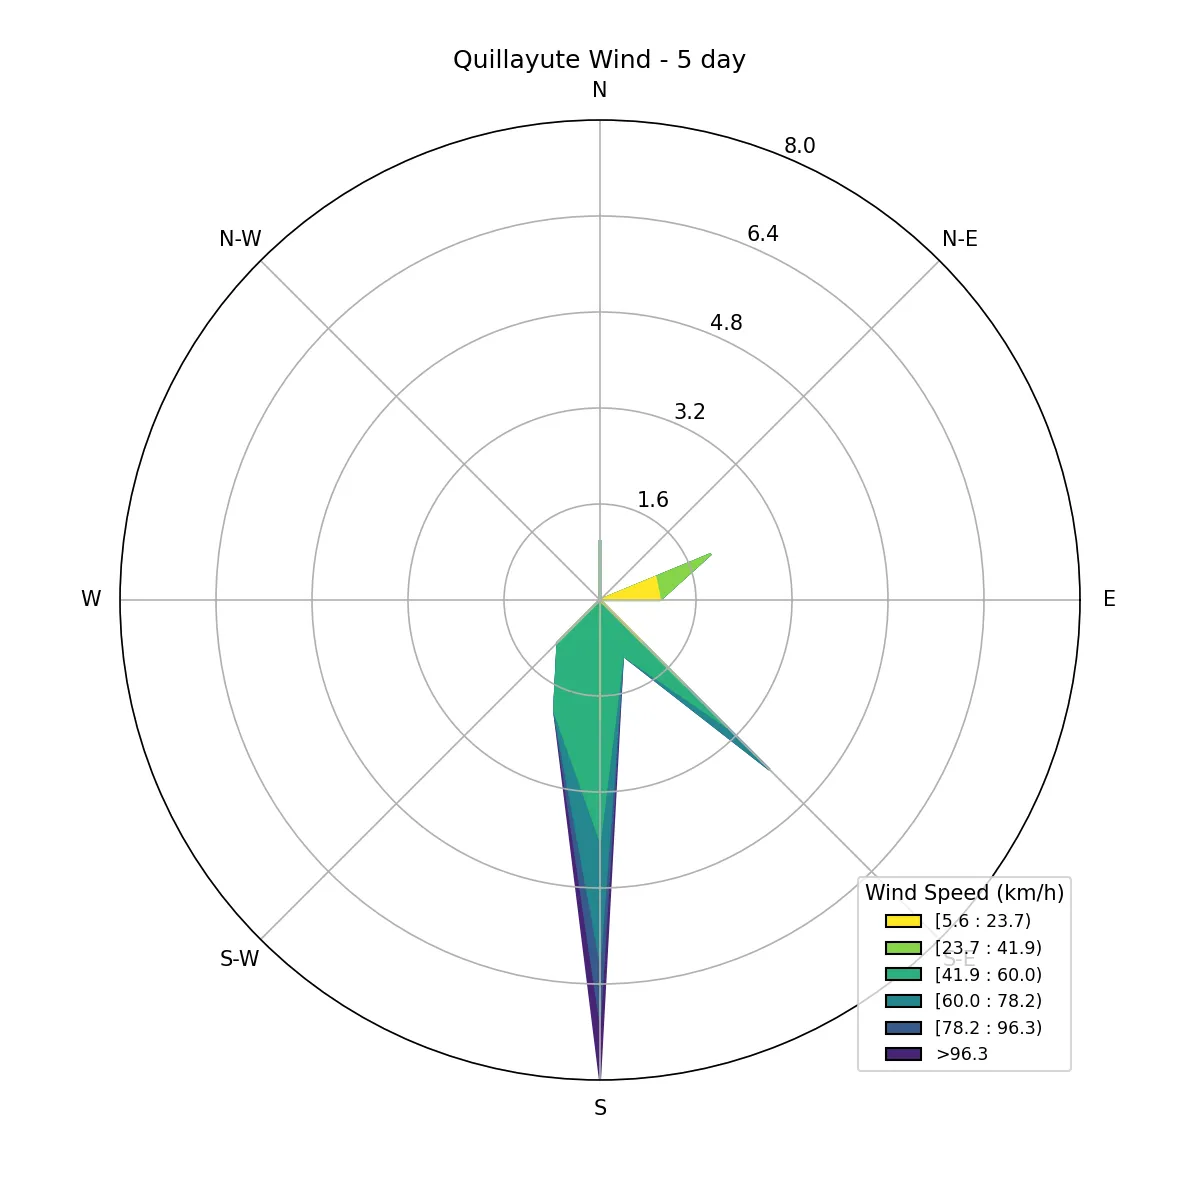 Quillayute Wind - 5 day
N
8.0
6.4
N-W
N-E
4.8
3.2
1.6
W
E
S-W
S-E
S
Wind Speed (km/h)
[5.6 : 23.7)
[23.7 : 41.9)
[41.9 : 60.0)
[60.0 : 78.2)
[78.2 : 96.3)
>96.3